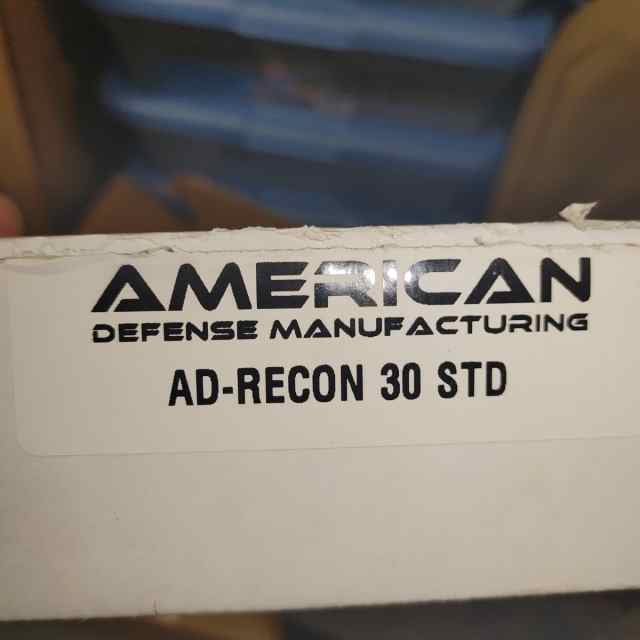 AMERICAN
DEFENSE MANUFACTURING
AD-RECON 30 STD